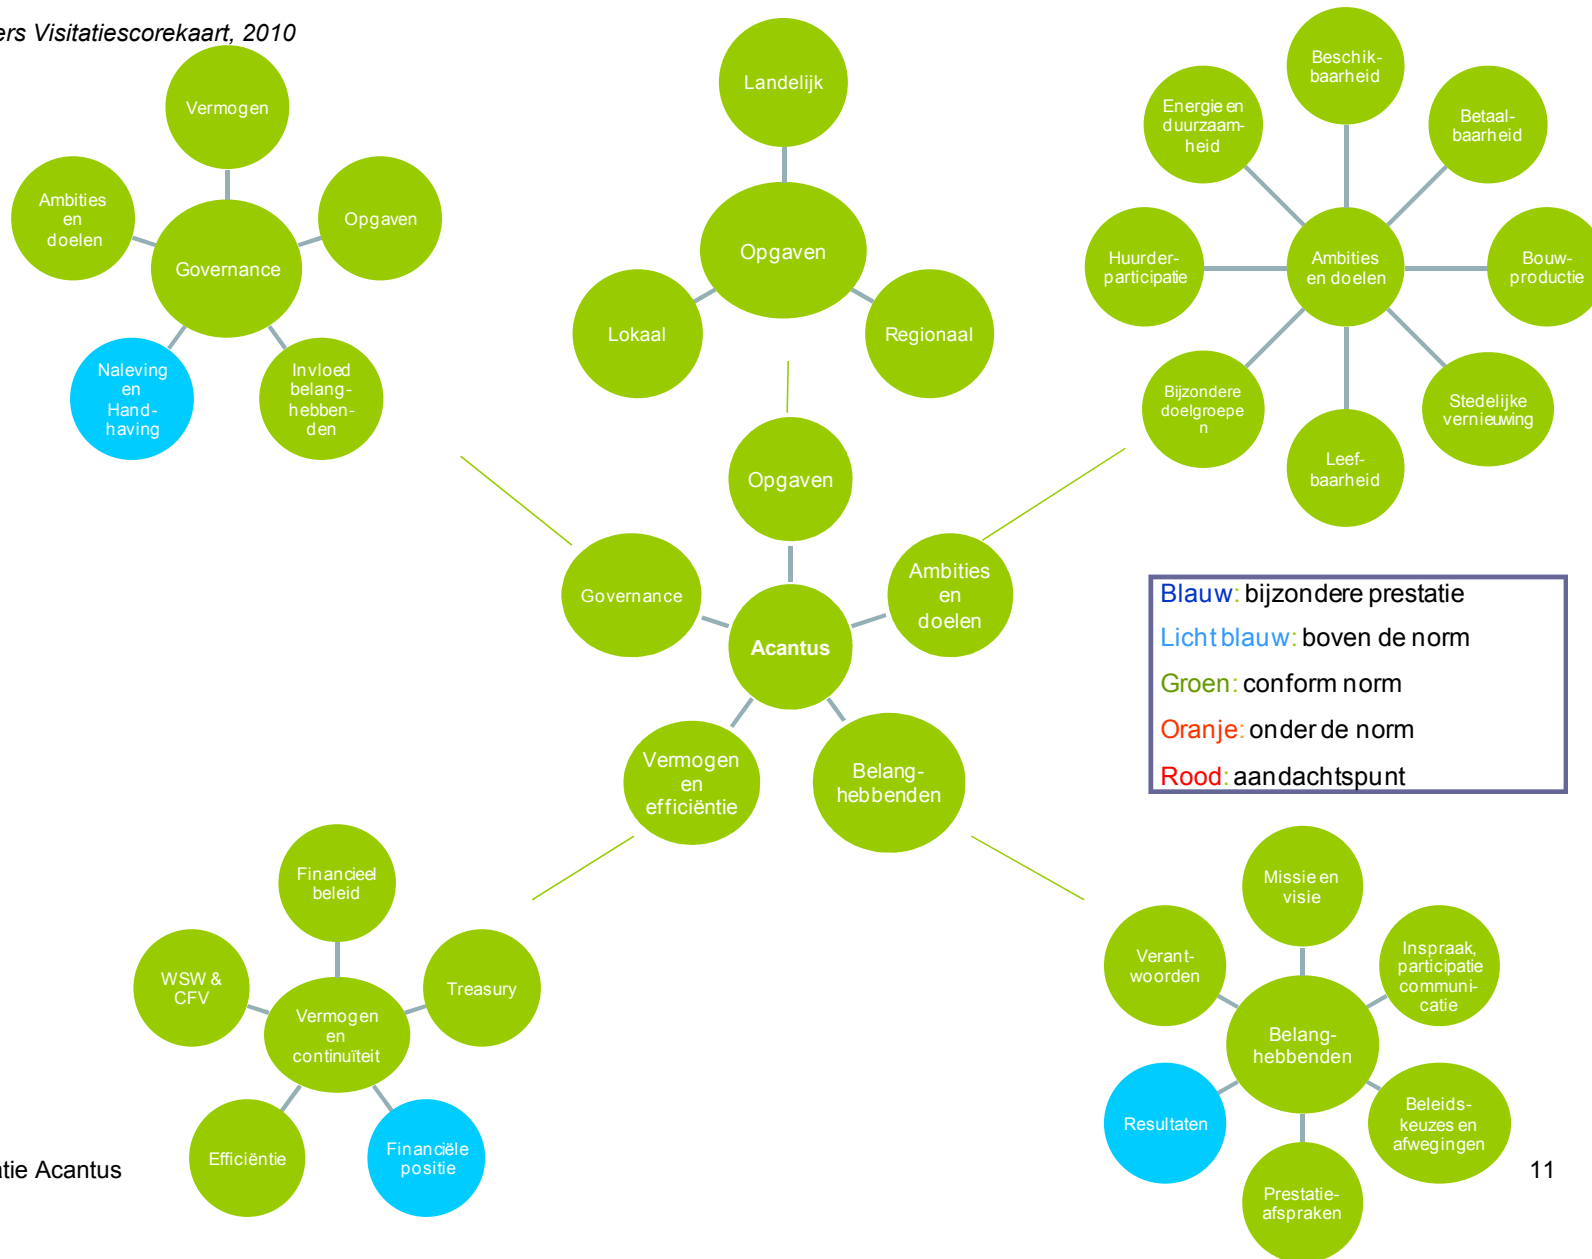 ers Visitatiescorekaart, 2010
Vermogen
Ambities
en
doelen
Opgaven
Governance
Naleving
en
Hand-
having
Invloed
belang-
hebben-
den
Landelijk
Opgaven
Lokaal
Regionaal
Beschik-
baarheid
Energie en
duurzaam-
heid
Betaal-
baarheid
Huurder-
participatie
Ambities
en doelen
Bouw-
productie
Bijzondere
doelgroepe
n
Stedelijke
vernieuwing
Leef-
baarheid
Opgaven
Governance
Ambities
en
doelen
Acantus
Vermogen
en
efficiëntie
Belang-
hebbenden
Blauw: bijzondere prestatie
Licht blauw: boven de norm
Groen: conform norm
Oranje: onder de norm
Rood: aandachtspunt
Financieel
beleid
WSW &
CFV
Treasury
Vermogen
en
continuïteit
Efficiëntie
Financiële
positie
Missie en
visie
Verant-
woorden
Inspraak,
participatie
communi-
catie
Belang-
hebbenden
Resultaten
Beleids-
keuzes en
afwegingen
Prestatie-
afspraken
atie Acantus
11